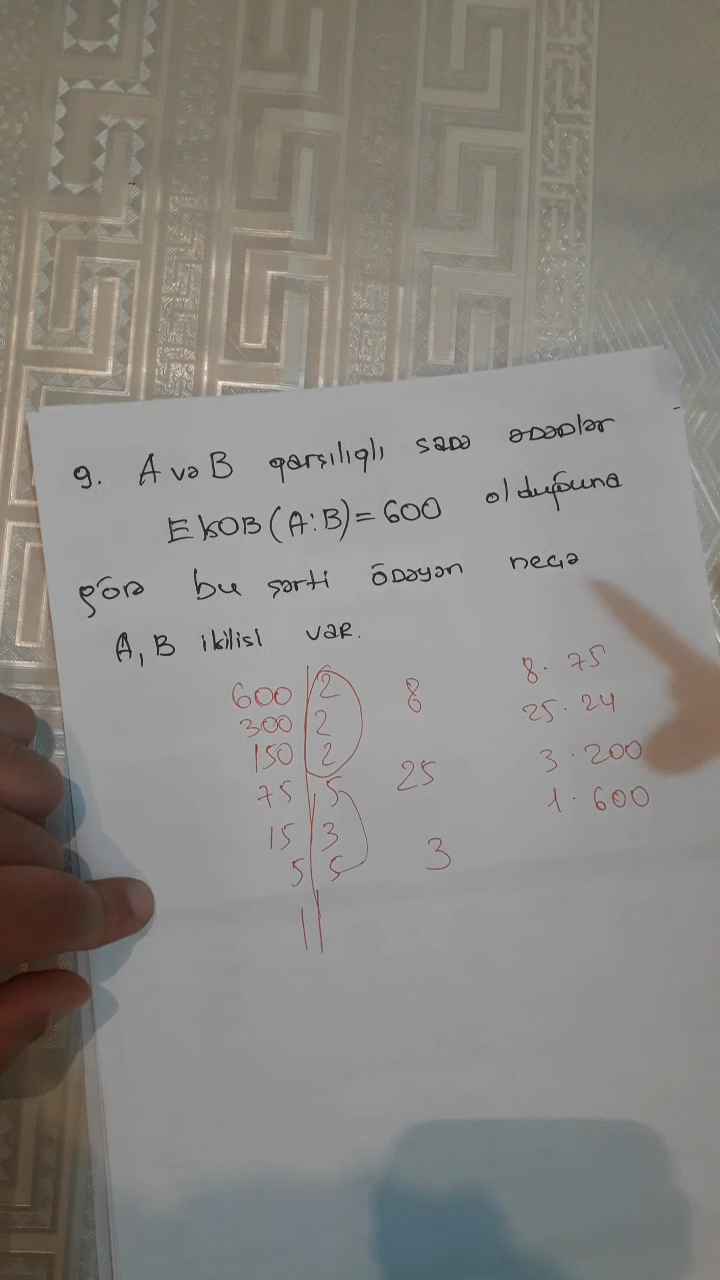 9. A və B qarşılıqlı sadə ədədlər
EKOB(A:B)=600 olduğuna
görə bu şərti ödəyən neçə
A, B ikilisi var.
600 | 2
300 | 2
150 | 2
75 | 5
15 | 3
5 | 5
1 |
8
25
3
8 · 75
25 · 24
3 · 200
1 · 600